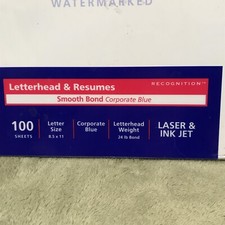 WATERMARKED
RECOGNITION™
Letterhead & Resumes
Smooth Bond Corporate Blue
100 SHEETS
Letter Size 8.5 x 11
Corporate Blue
Letterhead Weight 24 lb Bond
LASER & INK JET